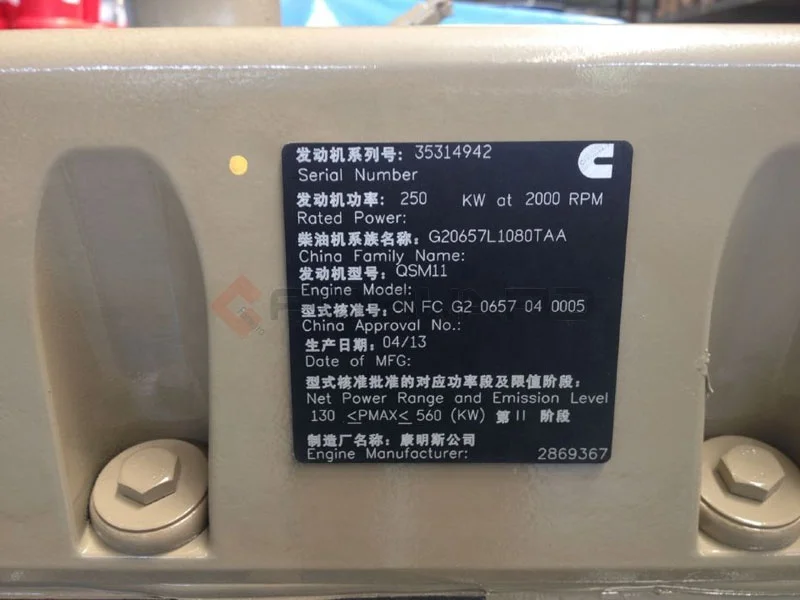 发动机系列号: 35314942
Serial Number
发动机功率: 250 KW at 2000 RPM
Rated Power:
柴油机系族名称: G20657L1080TAA
China Family Name:
发动机型号: QSM11
Engine Model:
型式核准号: CN FC G2 0657 04 0005
China Approval No.:
生产日期: 04/13
Date of MFG:
型式核准批准的对应功率段及限值阶段:
Net Power Range and Emission Level
130 ≤PMAX≤ 560 (KW) 第II 阶段
制造厂名称: 康明斯公司
Engine Manufacturer: 2869367